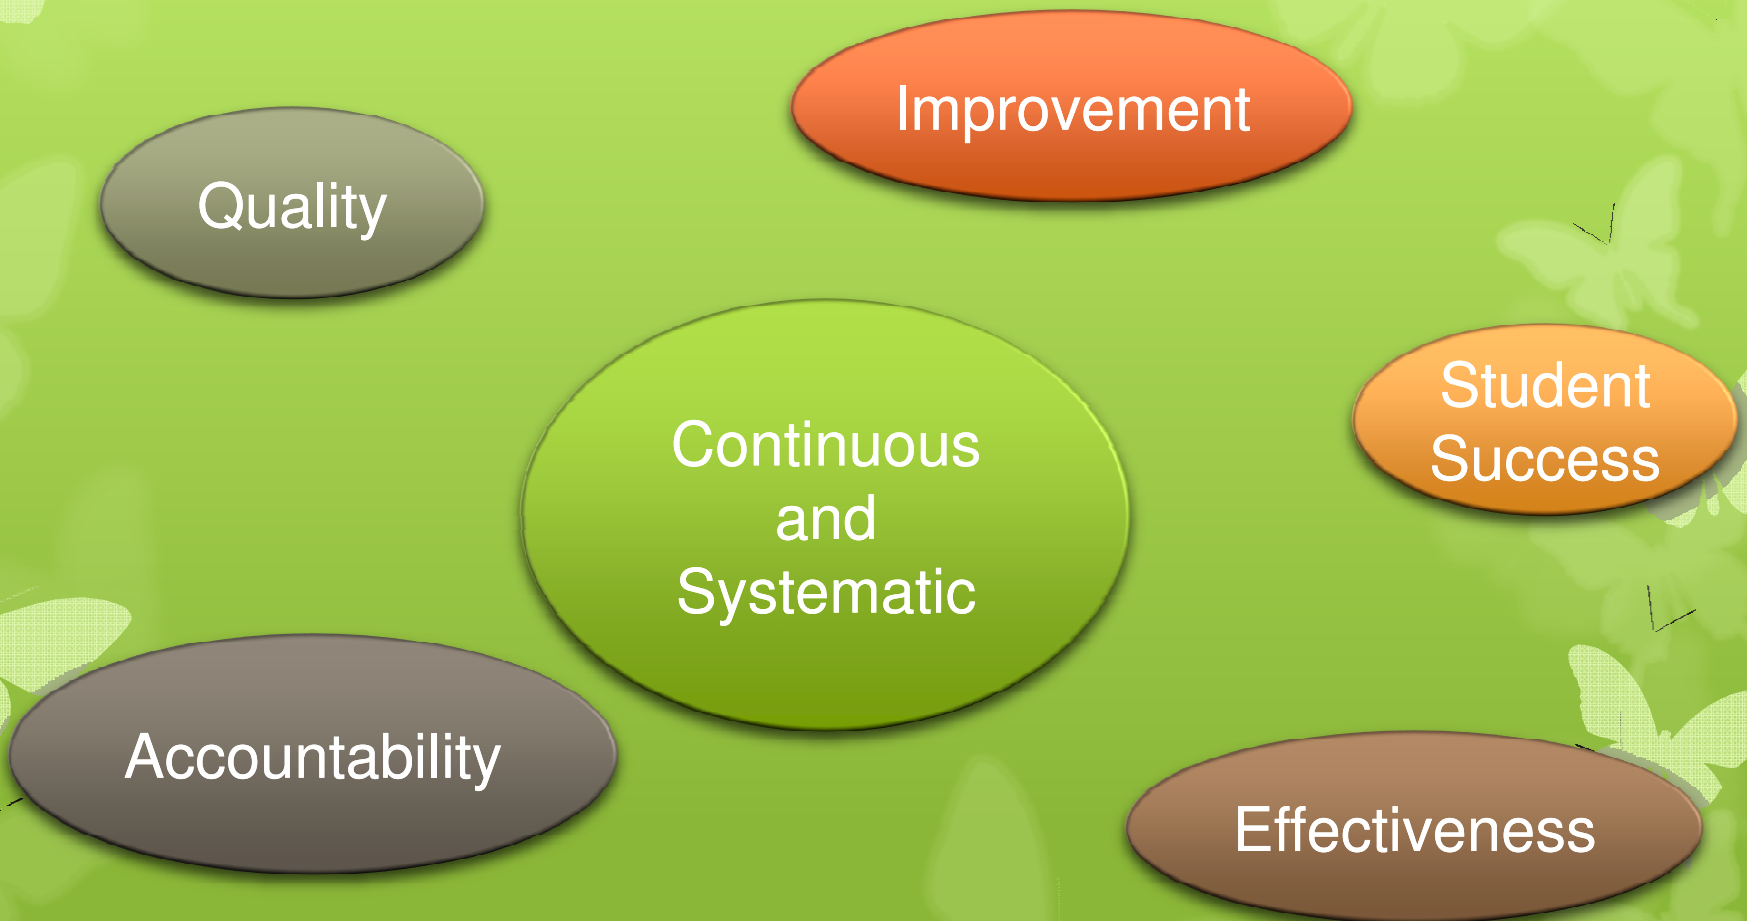 Improvement
Quality
Student
Success
Continuous
and
Systematic
Accountability
Effectiveness